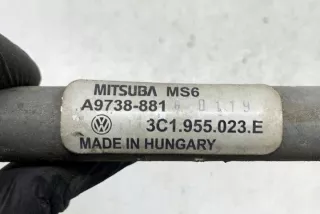 MITSUBA MS6
A9738-881
3C1.955.023.E
MADE IN HUNGARY